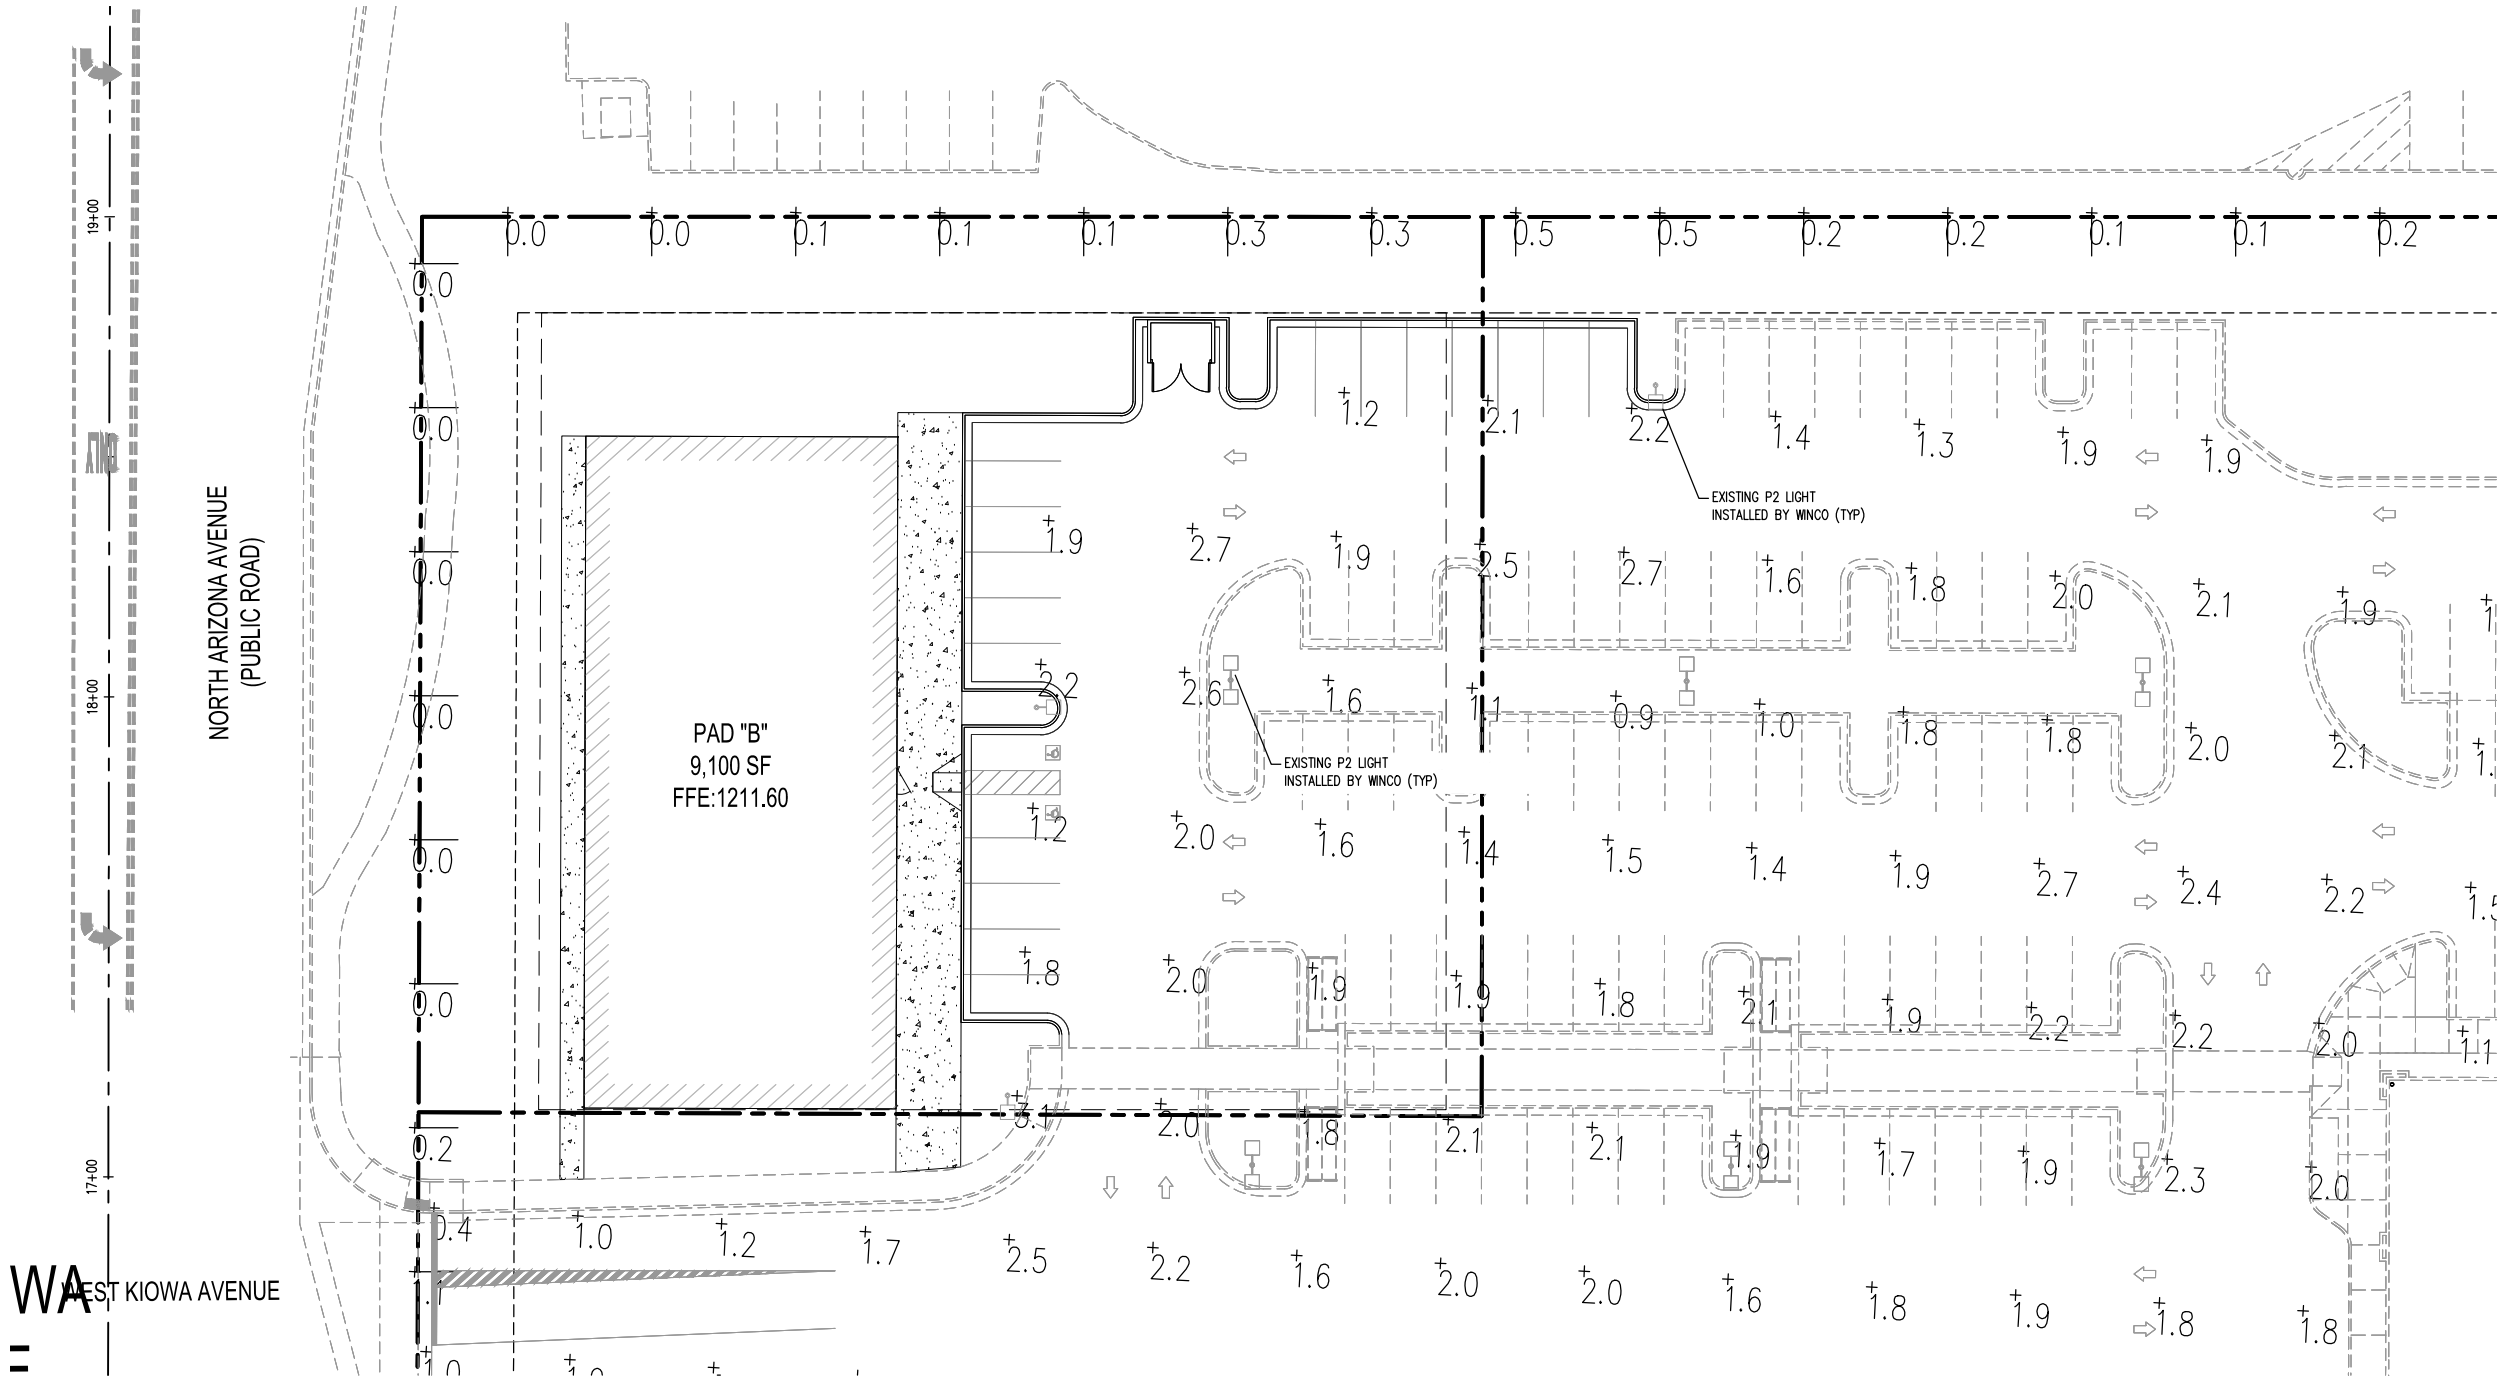 19+00
0.0 0.0 0.1 0.1 0.1 0.3 0.3 0.5 0.5 0.2 0.2 0.1 0.1 0.2
0.0
0.0
1.2 2.1 2.2 1.4 1.3 1.9 1.9
EXISTING P2 LIGHT
INSTALLED BY WINCO (TYP)
NORTH ARIZONA AVENUE
(PUBLIC ROAD)
0.0
1.9 2.7 1.9 2.5 2.7 1.6 1.8 2.0 2.1 1.9
18+00
0.0
2.2 2.6 1.6 1.1 0.9 1.0 1.8 1.8 2.0 2.1
PAD "B"
9,100 SF
FFE:1211.60
EXISTING P2 LIGHT
INSTALLED BY WINCO (TYP)
0.0
1.2 2.0 1.6 1.4 1.5 1.4 1.9 2.7 2.4 2.2
0.0
1.8 2.0 1.9 1.9 1.8 2.1 1.9 2.2 2.2 2.0 1.1
17+00
0.2
3.1 2.0 1.8 2.1 2.1 1.9 1.7 1.9 2.3 2.0
0.4 1.0 1.2 1.7 2.5 2.2 1.6 2.0 2.0 1.6 1.8 1.9 1.8 1.8
WA
WEST KIOWA AVENUE
1.1
1.0